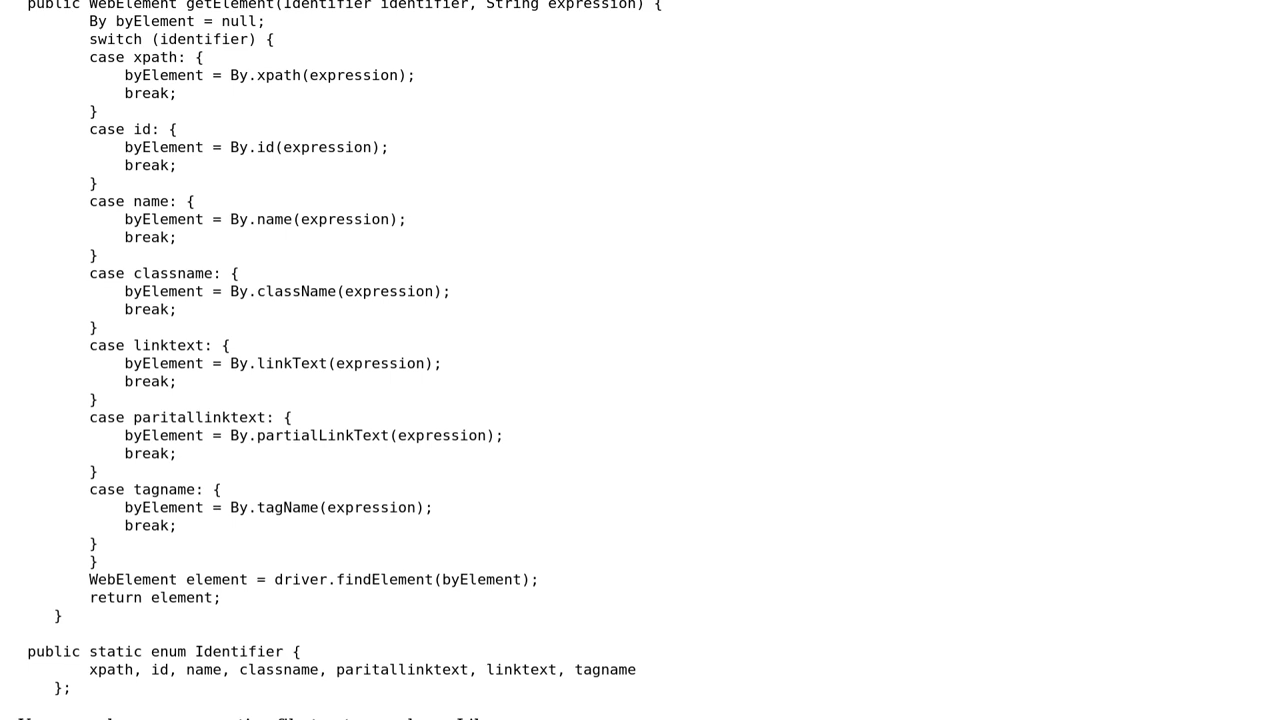 public WebElement getElement(Identifier identifier, String expression) {
By byElement = null;
switch (identifier) {
case xpath: {
byElement = By.xpath(expression);
break;
}
case id: {
byElement = By.id(expression);
break;
}
case name: {
byElement = By.name(expression);
break;
}
case classname: {
byElement = By.className(expression);
break;
}
case linktext: {
byElement = By.linkText(expression);
break;
}
case paritallinktext: {
byElement = By.partialLinkText(expression);
break;
}
case tagname: {
byElement = By.tagName(expression);
break;
}
}
WebElement element = driver.findElement(byElement);
return element;
}
public static enum Identifier {
xpath, id, name, classname, paritallinktext, linktext, tagname
};